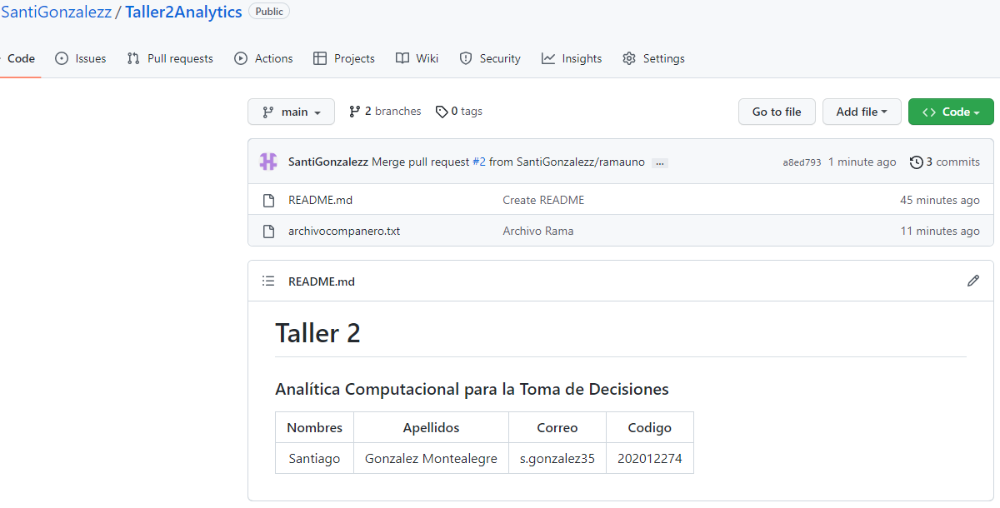 SantiGonzalezz / Taller2Analytics Public
Code Issues Pull requests Actions Projects Wiki Security Insights Settings
main 2 branches 0 tags Go to file Add file Code
SantiGonzalezz Merge pull request #2 from SantiGonzalezz/ramauno ... a8ed793 1 minute ago 3 commits
README.md Create README 45 minutes ago
archivocompanero.txt Archivo Rama 11 minutes ago
README.md
Taller 2
Analítica Computacional para la Toma de Decisiones
Nombres Apellidos Correo Codigo
Santiago Gonzalez Montealegre s.gonzalez35 202012274